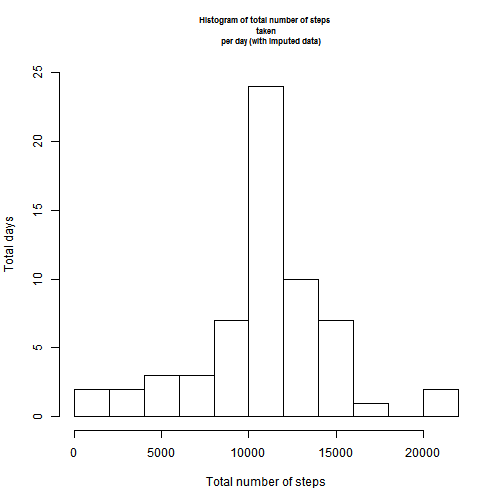 Histogram of total number of steps
taken
per day (with imputed data)
25
20
15
10
5
0
Total days
0 5000 10000 15000 20000
Total number of steps